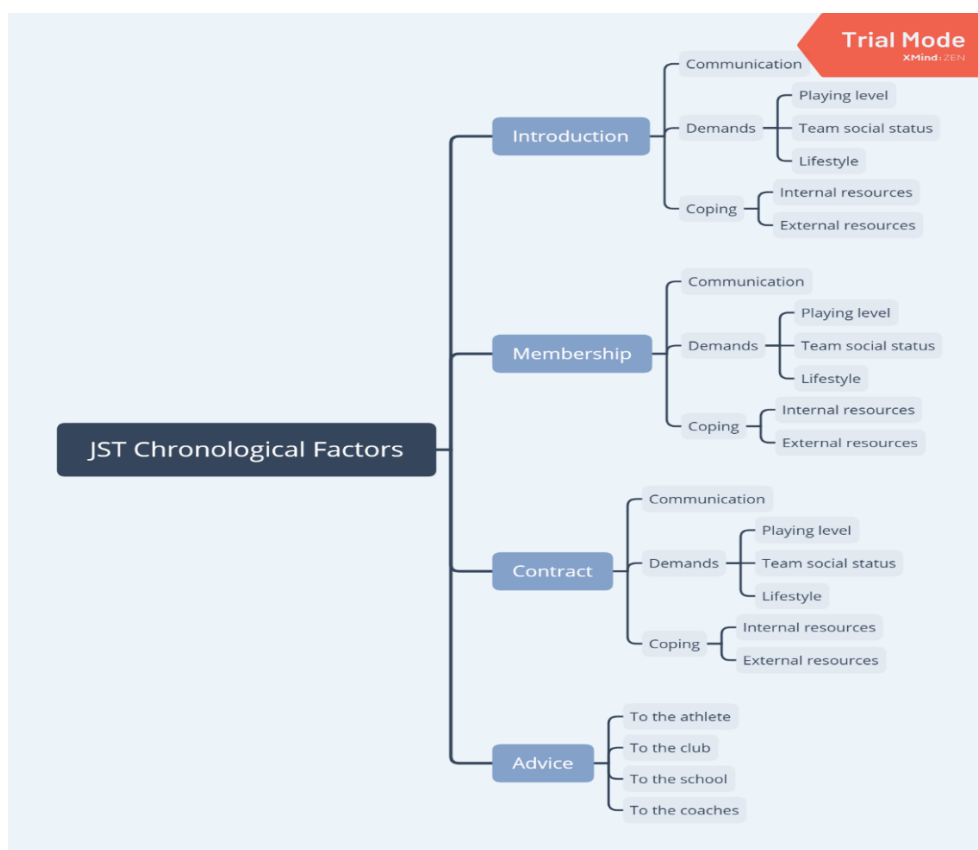 Trial Mode
XMind:ZEN
JST Chronological Factors
Introduction
Communication
Demands
Playing level
Team social status
Lifestyle
Coping
Internal resources
External resources
Membership
Communication
Demands
Playing level
Team social status
Lifestyle
Coping
Internal resources
External resources
Contract
Communication
Demands
Playing level
Team social status
Lifestyle
Coping
Internal resources
External resources
Advice
To the athlete
To the club
To the school
To the coaches